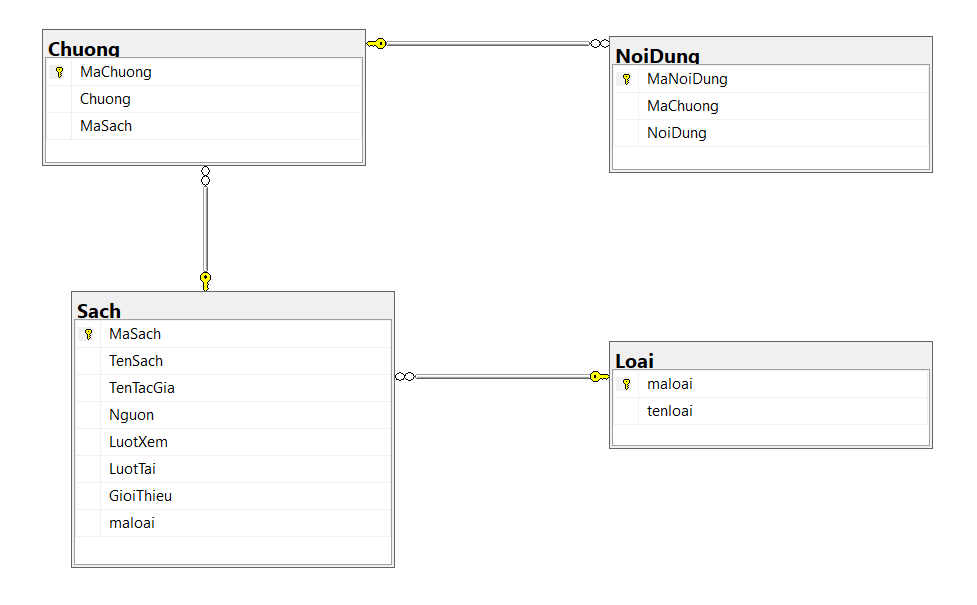 Chuong
MaChuong
Chuong
MaSach
NoiDung
MaNoiDung
MaChuong
NoiDung
Sach
MaSach
TenSach
TenTacGia
Nguon
LuotXem
LuotTai
GioiThieu
maloai
Loai
maloai
tenloai